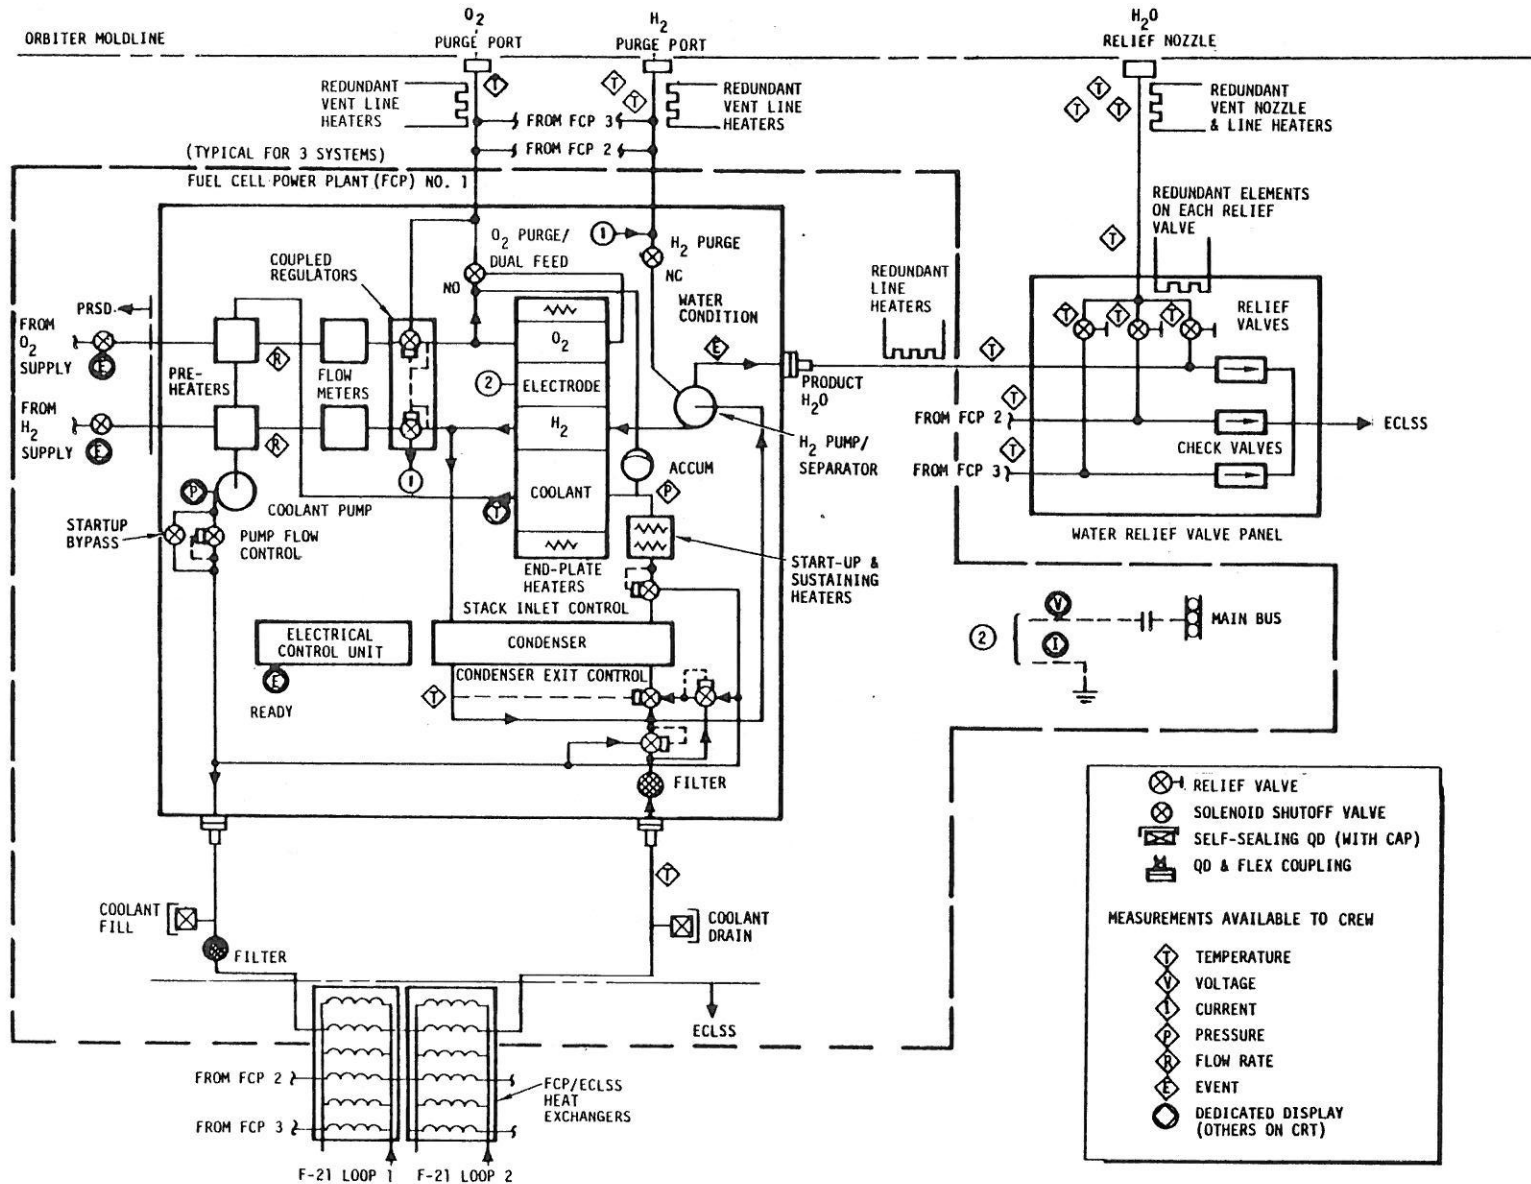 O2
PURGE PORT
H2
PURGE PORT
H2O
RELIEF NOZZLE
ORBITER MOLDLINE
T
T
T
T
T
T
REDUNDANT
VENT LINE
HEATERS
REDUNDANT
VENT LINE
HEATERS
REDUNDANT
VENT NOZZLE
& LINE HEATERS
FROM FCP 3
FROM FCP 2
(TYPICAL FOR 3 SYSTEMS)
FUEL CELL POWER PLANT (FCP) NO. 1
REDUNDANT ELEMENTS
ON EACH RELIEF
VALVE
T
1
H2 PURGE
NC
O2 PURGE/
DUAL FEED
NO
COUPLED
REGULATORS
REDUNDANT
LINE
HEATERS
WATER
CONDITION
E
PRSD
FROM
O2
SUPPLY
E
FROM
H2
SUPPLY
E
PRE-
HEATERS
R
R
FLOW
METERS
O2
ELECTRODE
2
H2
COOLANT
PRODUCT
H2O
T
T
T
T
RELIEF
VALVES
T
FROM FCP 2
T
FROM FCP 3
CHECK VALVES
ECLSS
WATER RELIEF VALVE PANEL
H2 PUMP/
SEPARATOR
ACCUM
P
1
T
P
COOLANT PUMP
STARTUP
BYPASS
PUMP FLOW
CONTROL
END-PLATE
HEATERS
START-UP &
SUSTAINING
HEATERS
STACK INLET CONTROL
ELECTRICAL
CONTROL UNIT
E
READY
CONDENSER
CONDENSER EXIT CONTROL
T
FILTER
2
V
I
MAIN BUS
T
COOLANT
FILL
FILTER
COOLANT
DRAIN
ECLSS
FROM FCP 2
FROM FCP 3
FCP/ECLSS
HEAT
EXCHANGERS
F-21 LOOP 1
F-21 LOOP 2
RELIEF VALVE
SOLENOID SHUTOFF VALVE
SELF-SEALING QD (WITH CAP)
QD & FLEX COUPLING
MEASUREMENTS AVAILABLE TO CREW
T TEMPERATURE
V VOLTAGE
I CURRENT
P PRESSURE
R FLOW RATE
E EVENT
DEDICATED DISPLAY
(OTHERS ON CRT)